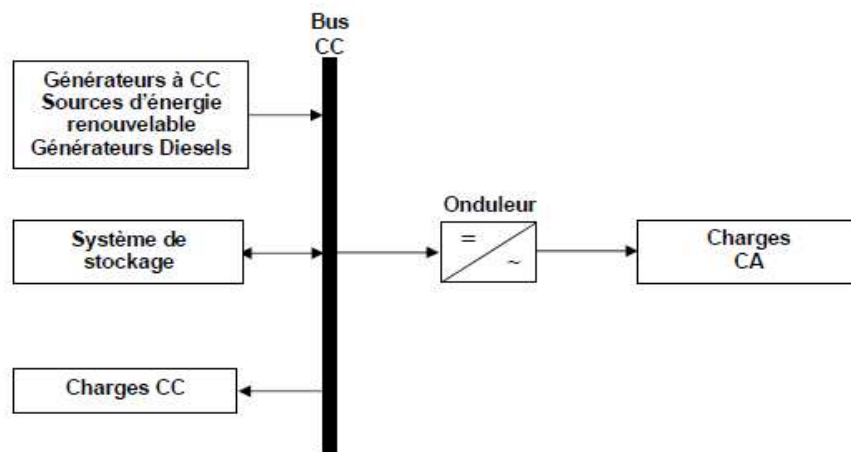 Bus
CC
Générateurs à CC
Sources d'énergie
renouvelable
Générateurs Diesels
Système de
stockage
Charges CC
Onduleur
=
~
Charges
CA